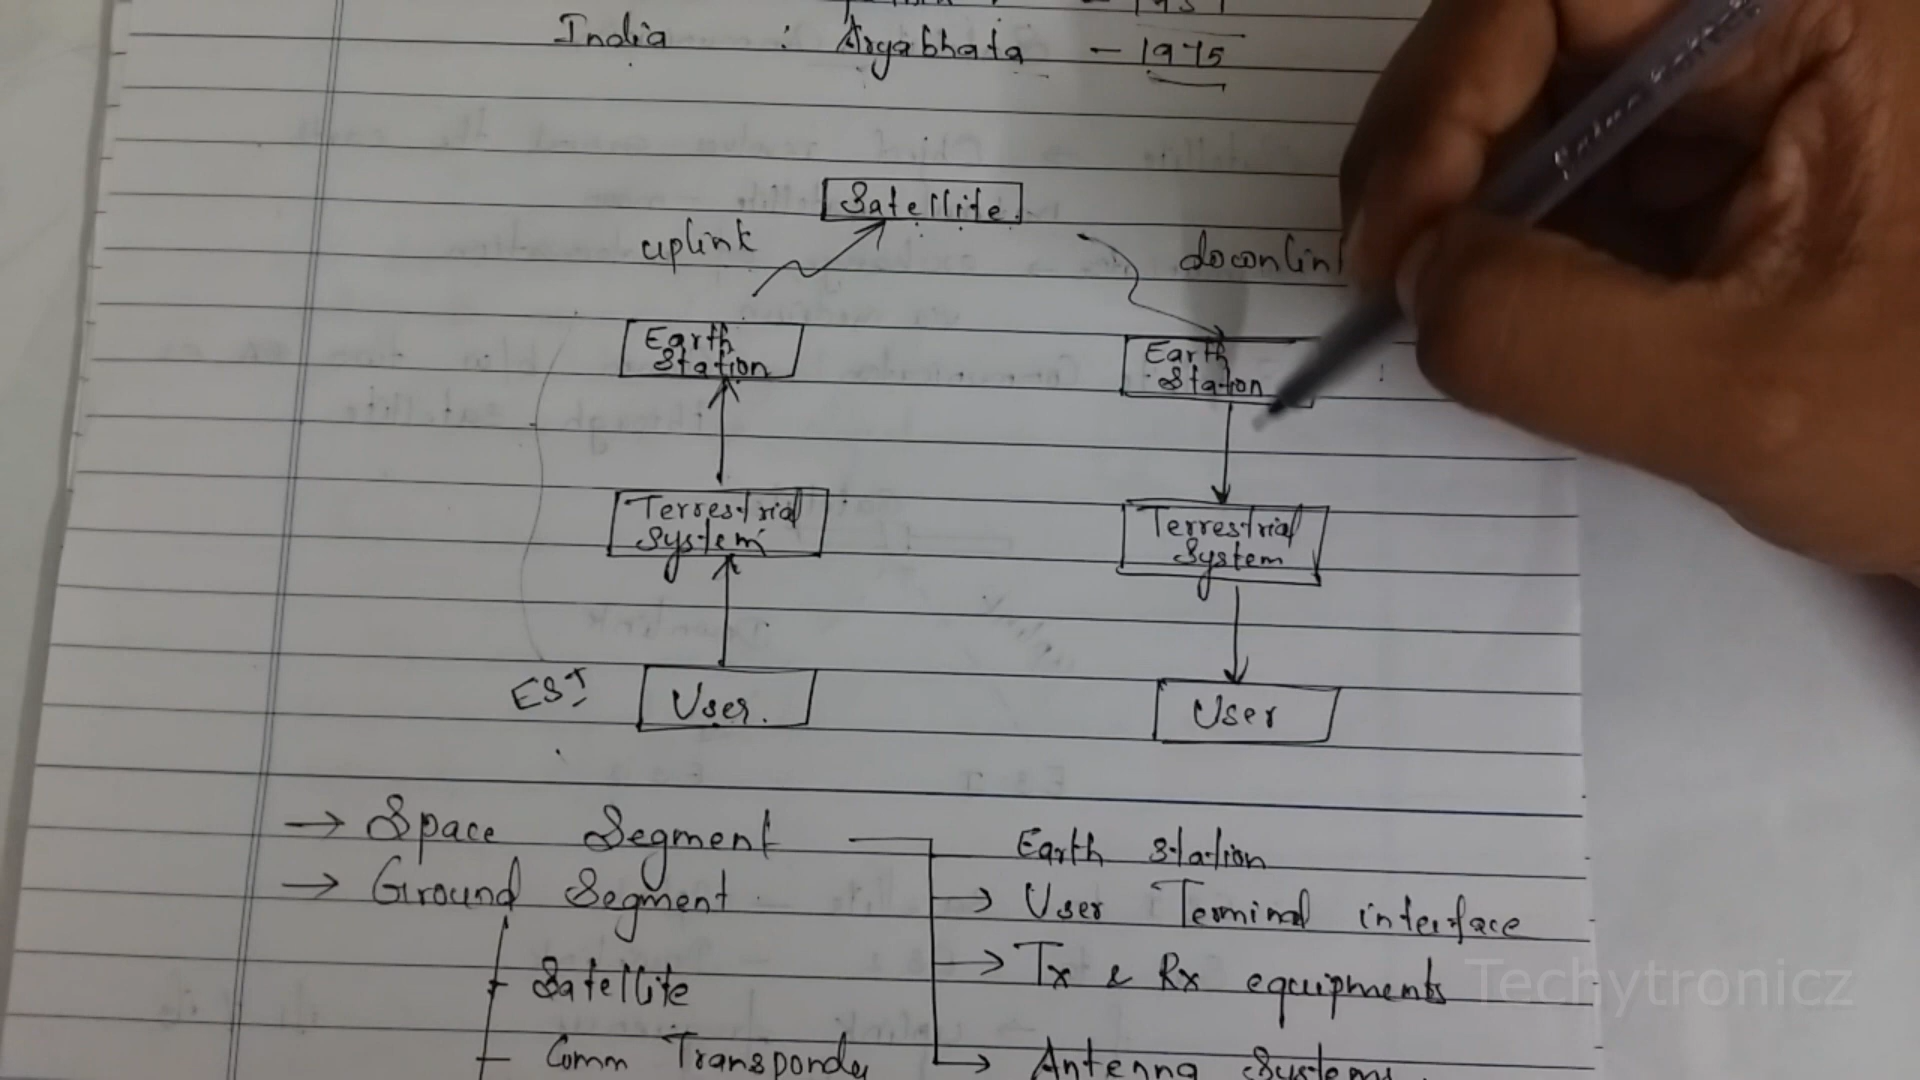 India : Aryabhata - 1975
Satellite
uplink
downlink
Earth
Station
Earth
Station
Terrestrial
System
Terrestrial
System
EST
User
User
→ Space Segment
Earth Station
→ Ground Segment
→ User Terminal interface
→ Tx & Rx equipments
Satellite
Comm Transponder
→ Antenna Systems
Techytronicz